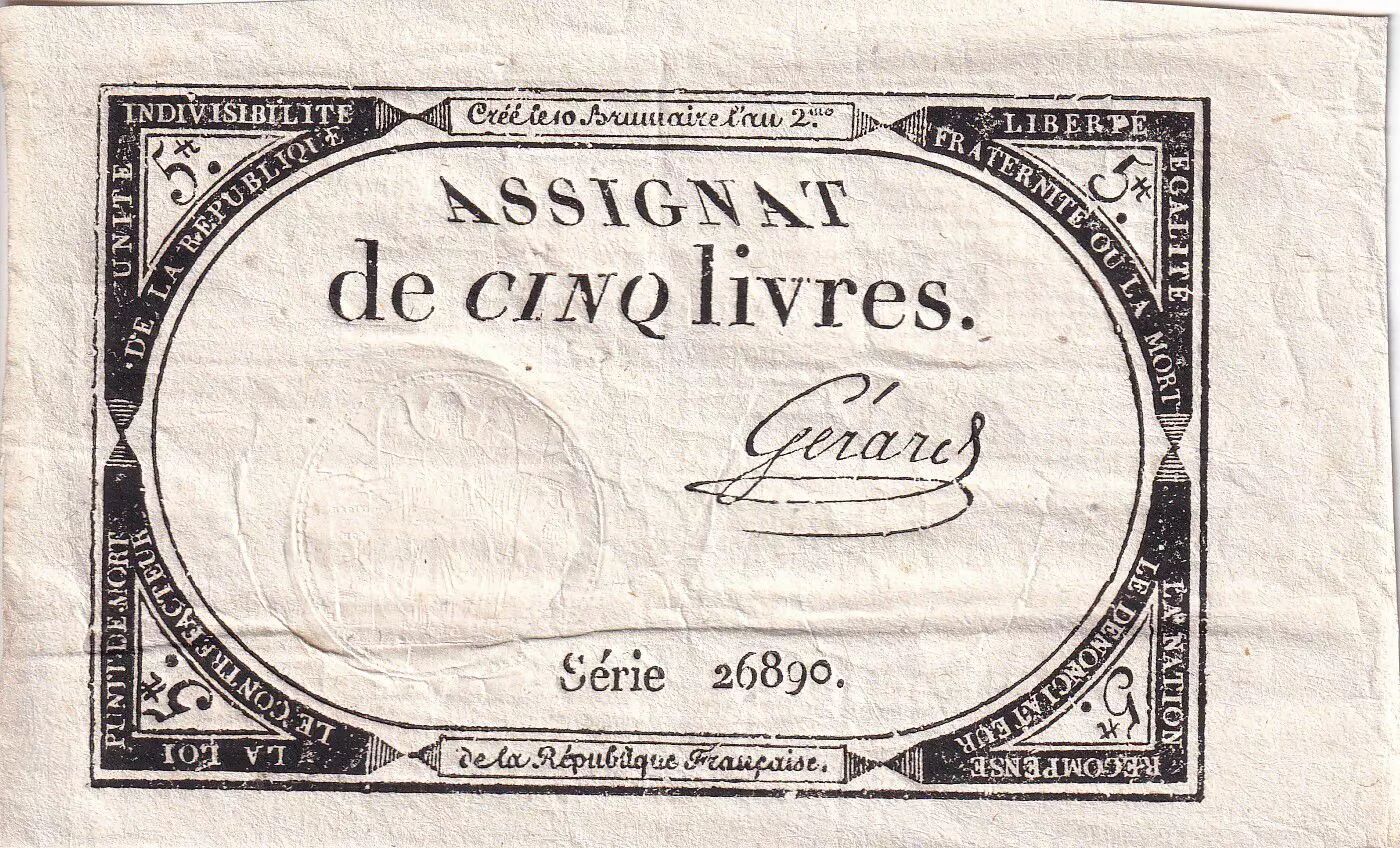 INDIVISIBILITE
UNITE
DE LA REPUBLIQUE
5₶.
Créé le 10 Brumaire l'an 2.me
LIBERTE
EGALITE
FRATERNITE OU LA MORT
5₶.
ASSIGNAT
de CINQ livres.
Gérard
Série 26890.
LA LOI
PUNIT DE MORT
LE CONTREFACTEUR
5₶.
de la République Française.
LA NATION
RECOMPENSE
LE DENONCIATEUR
5₶.